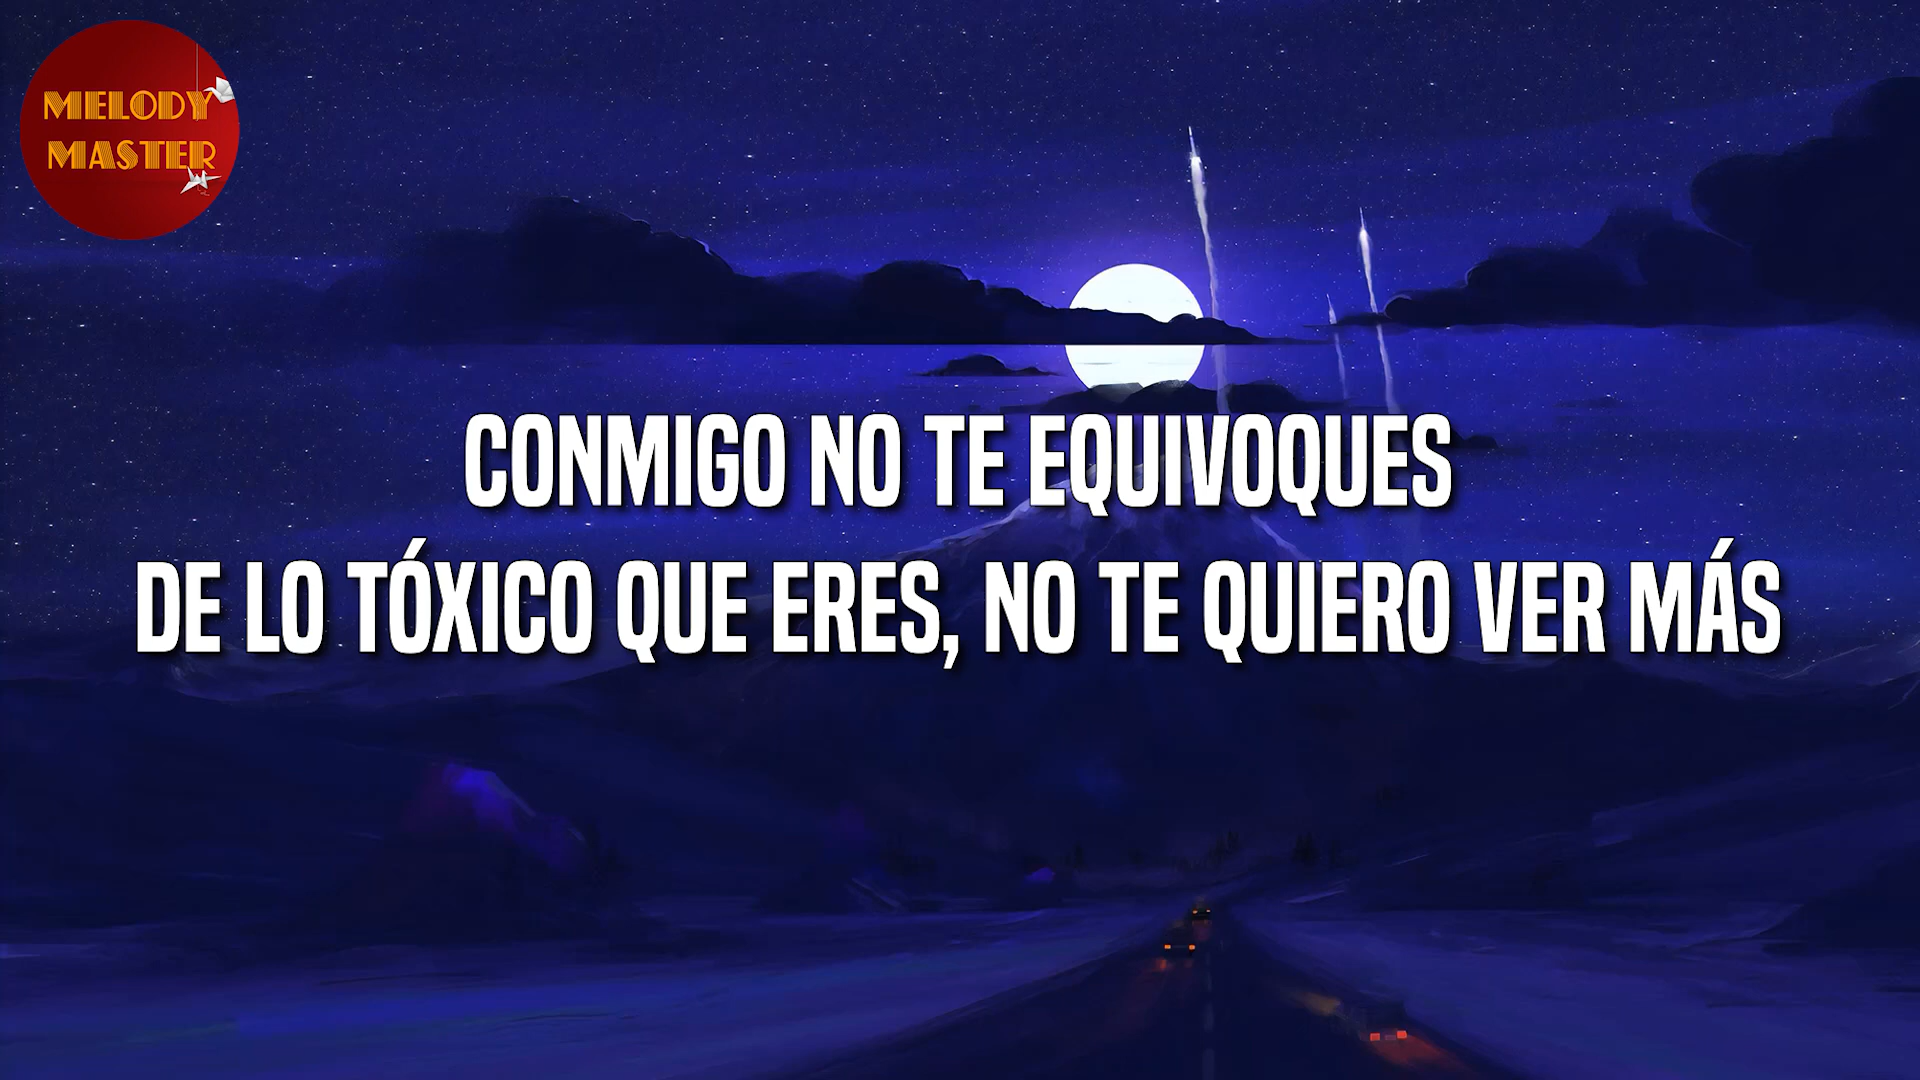 MELODY
MASTER
CONMIGO NO TE EQUIVOQUES
DE LO TÓXICO QUE ERES, NO TE QUIERO VER MÁS